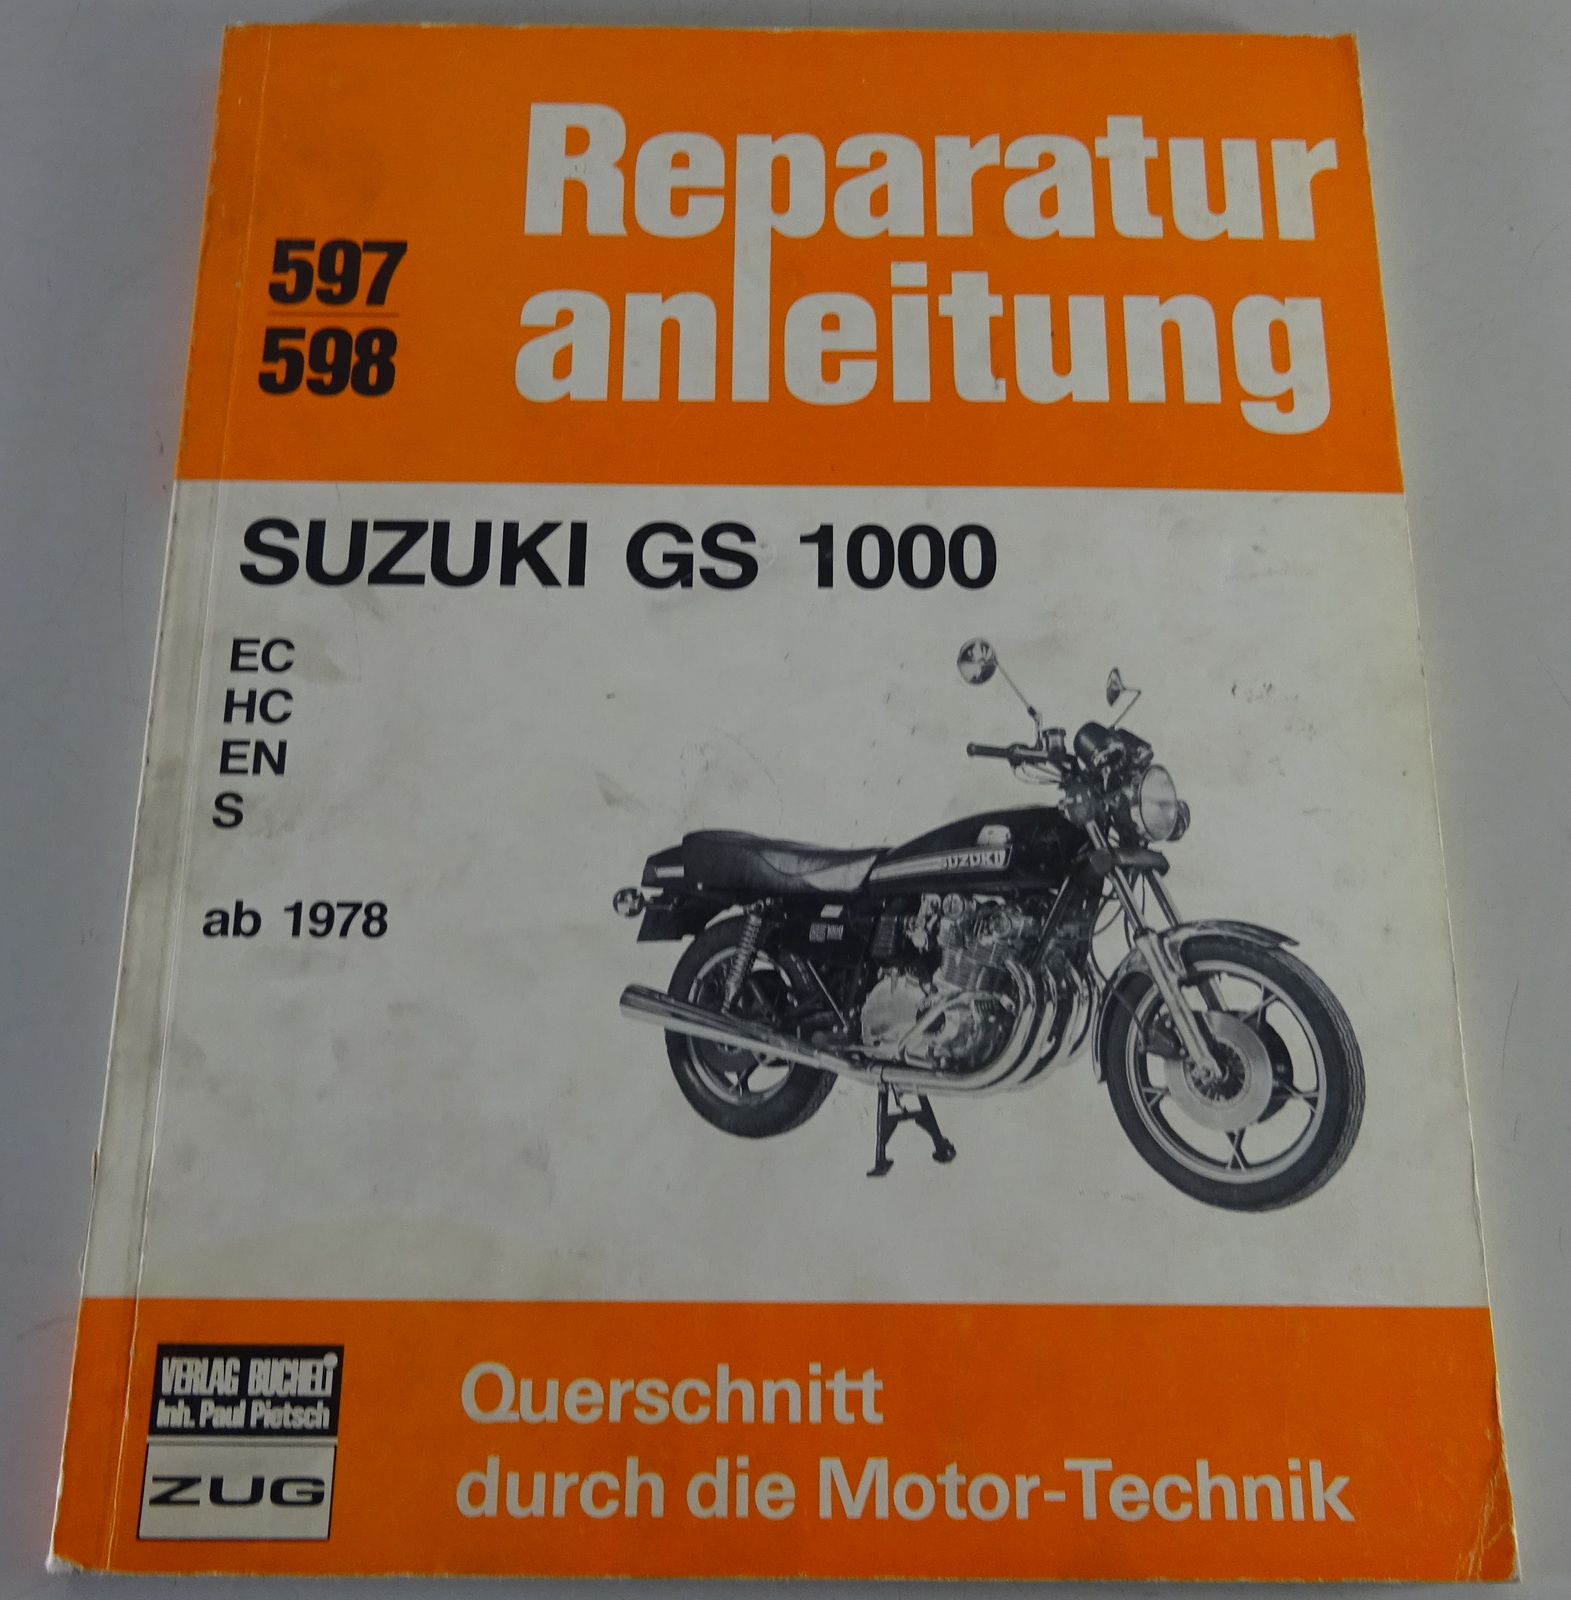 Reparatur
anleitung
597
598
SUZUKI GS 1000
EC
HC
EN
S
ab 1978
SUZUKI
VERLAG BUCHELI
Inh. Paul Pietsch
ZUG
Querschnitt
durch die Motor-Technik